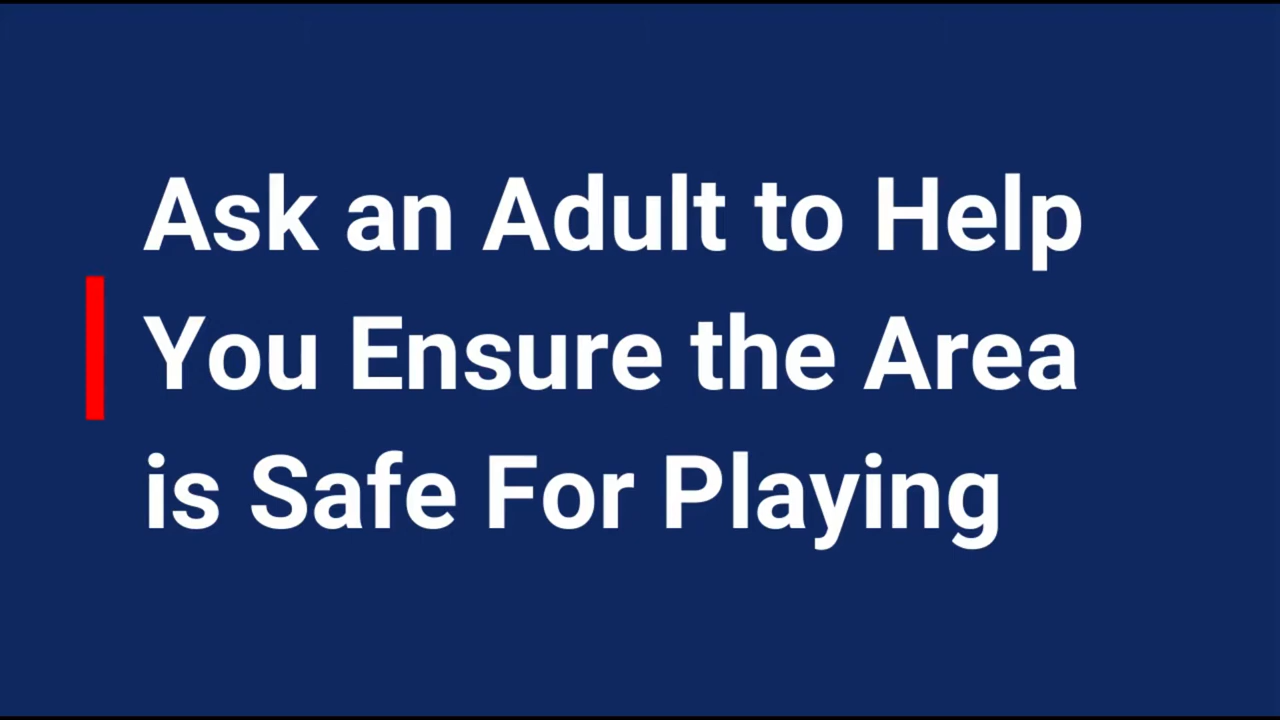 Ask an Adult to Help
You Ensure the Area
is Safe For Playing